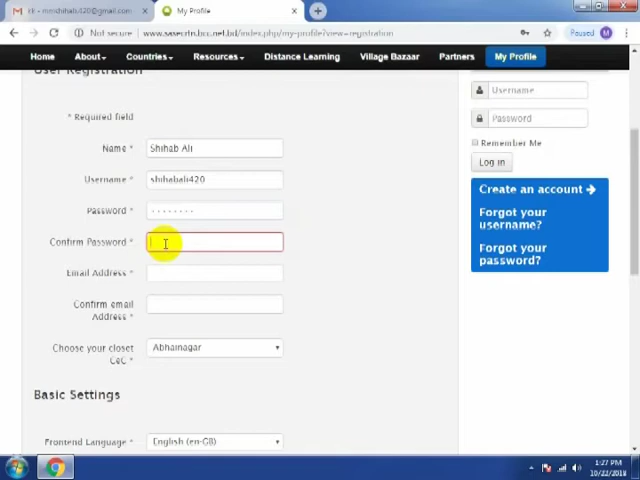 mmshihali420@gmail.com
My Profile
Not secure | www.sasecrtn.bcc.net.bd/index.php/my-profile?view=registration
Paused M
Home About Countries Resources Distance Learning Village Bazaar Partners My Profile
User Registration
* Required field
Name * Shihab Ali
Username * shihabali420
Password * ········
Confirm Password *
Email Address *
Confirm email
Address *
Choose your closet
CeC *
Abhainagar
Basic Settings
Frontend Language * English (en-GB)
Username
Password
Remember Me
Log in
Create an account
Forgot your
username?
Forgot your
password?
1:27 PM
10/22/2018